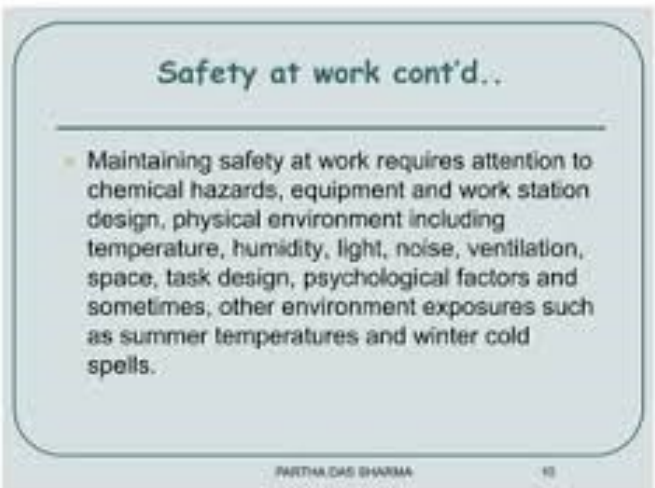 Safety at work cont'd..
Maintaining safety at work requires attention to
chemical hazards, equipment and work station
design, physical environment including
temperature, humidity, light, noise, ventilation,
space, task design, psychological factors and
sometimes, other environment exposures such
as summer temperatures and winter cold
spells.
PARTHA DAS SHARMA